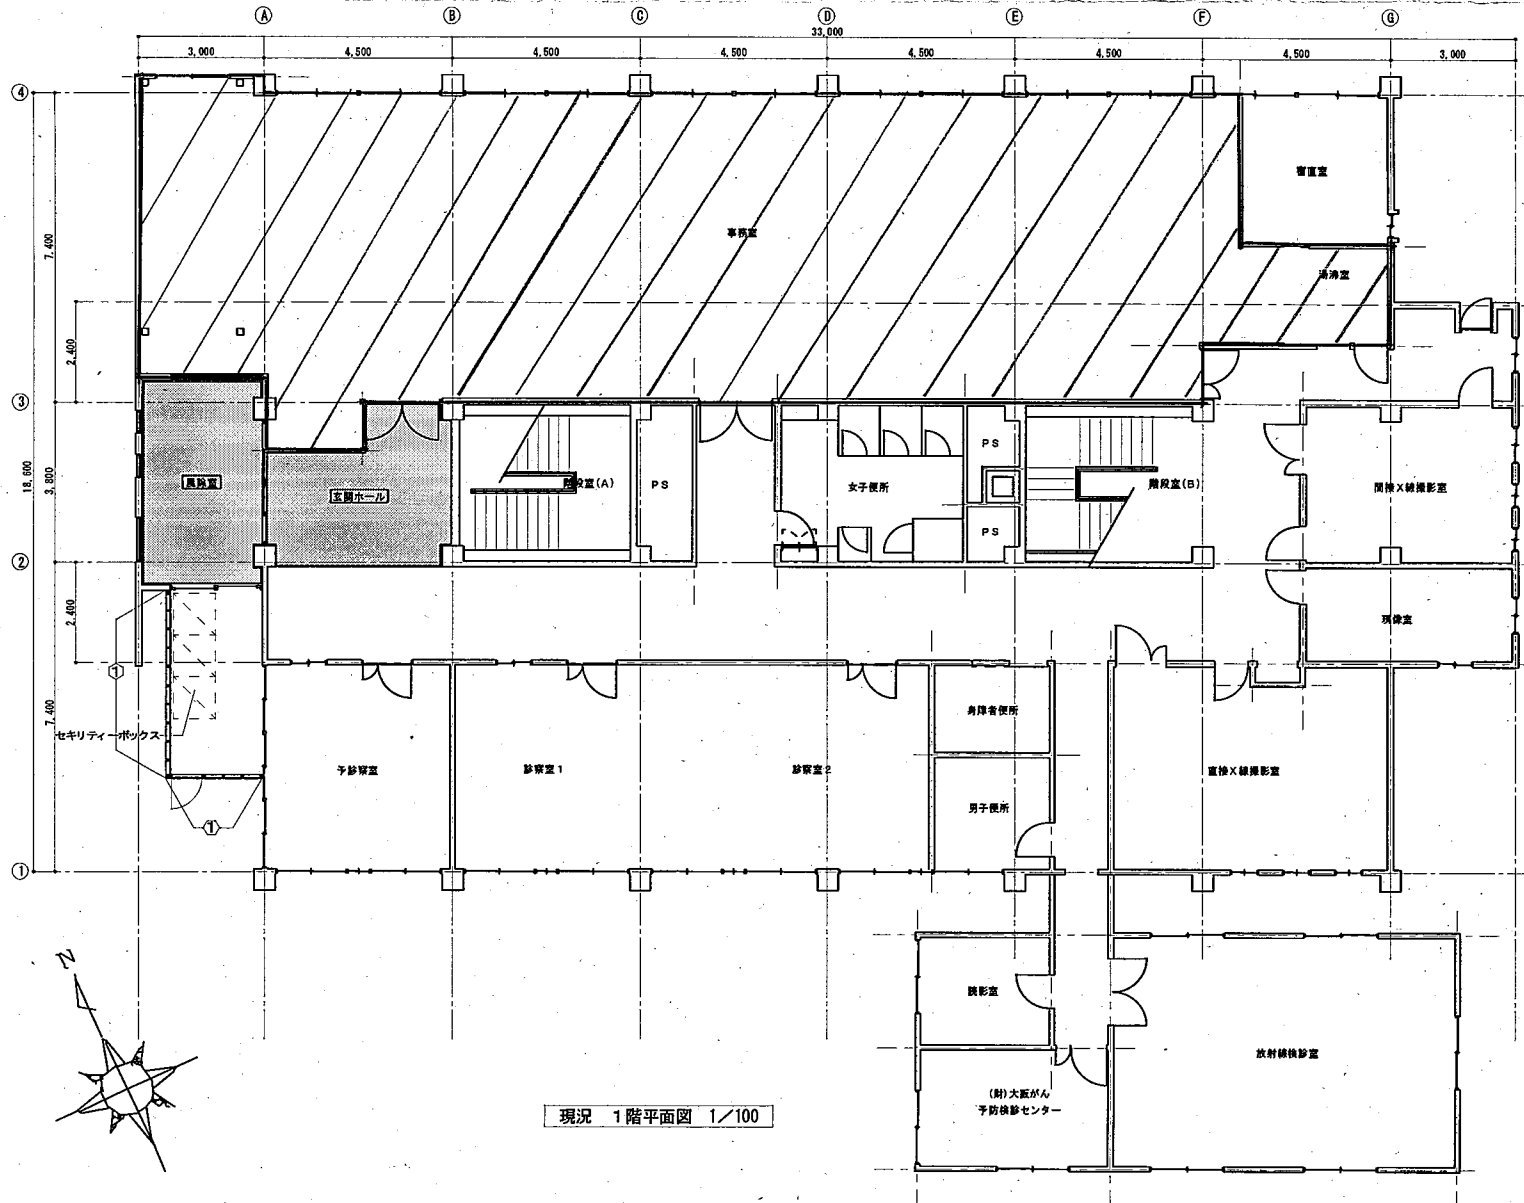 A B C D E F G
33,000
3,000 4,500 4,500 4,500 4,500 4,500 4,500 3,000
4
宿直室
事務室
7,400
湯沸室
2,400
3
18,600
3,800
風除室
玄関ホール
階段室(A)
PS
女子便所
PS
PS
階段室(B)
間接X線撮影室
2
2,400
現像室
1
7,400
セキリティーボックス
身障者便所
予診察室
診察室1
診察室2
直接X線撮影室
男子便所
1
1
N
読影室
放射線検診室
(財)大阪がん
予防検診センター
現況 1階平面図 1/100